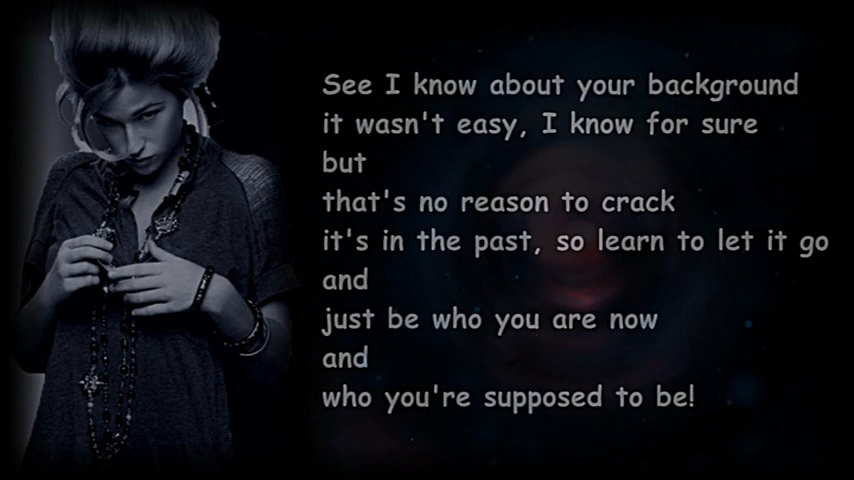 See I know about your background
it wasn't easy, I know for sure
but
that's no reason to crack
it's in the past, so learn to let it go
and
just be who you are now
and
who you're supposed to be!